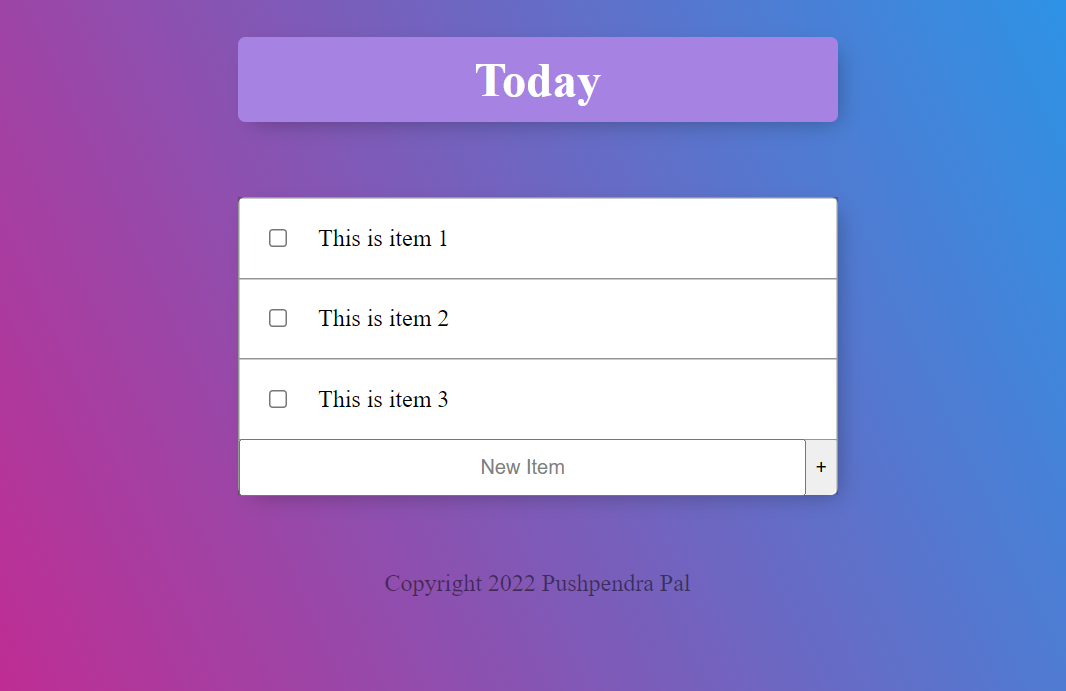 Today
This is item 1
This is item 2
This is item 3
New Item +
Copyright 2022 Pushpendra Pal